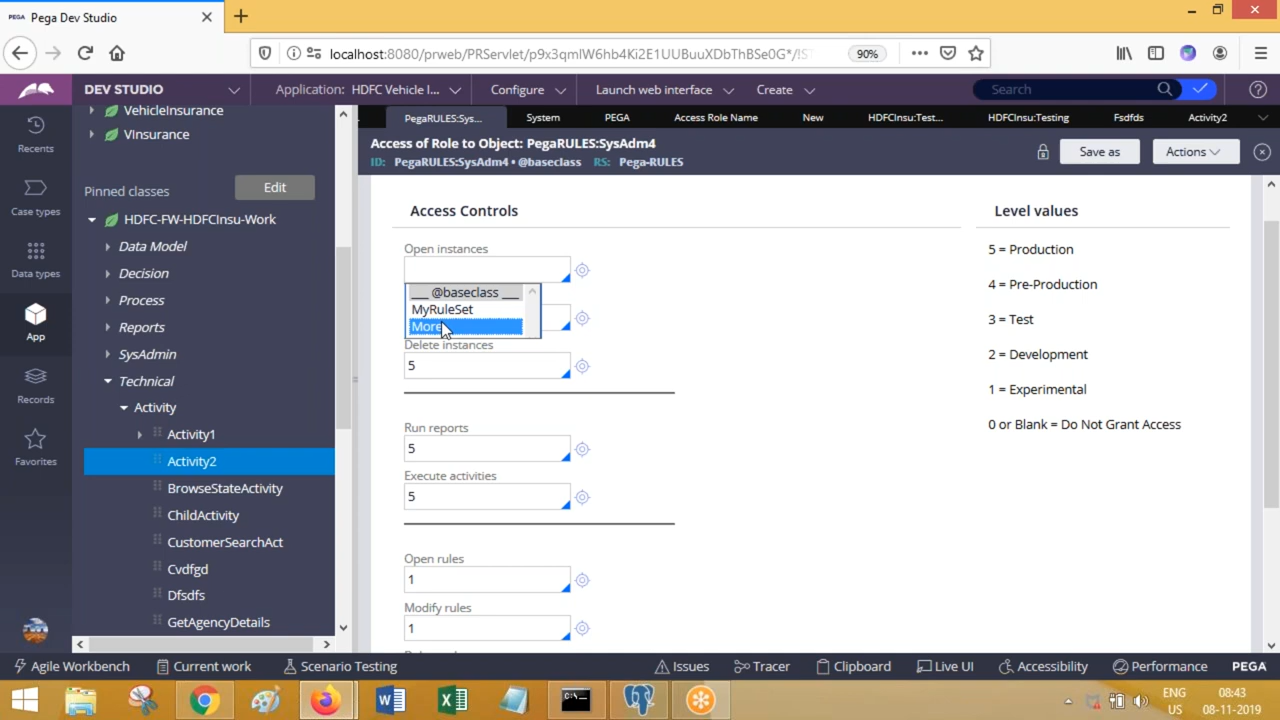 PEGA Pega Dev Studio
localhost:8080/prweb/PRServlet/p9x3qmlW6hb4Ki2E1UUBuuXDbThBSe0G*/!S
90%
DEV STUDIO
Application: HDFC Vehicle I...
Configure
Launch web interface
Create
Search
VehicleInsurance
VInsurance
Pinned classes
Edit
HDFC-FW-HDFCInsu-Work
Data Model
Decision
Process
Reports
SysAdmin
Technical
Activity
Activity1
Activity2
BrowseStateActivity
ChildActivity
CustomerSearchAct
Cvdfgd
Dfsdfs
GetAgencyDetails
Recents
Case types
Data types
App
Records
Favorites
PegaRULES:Sys...
System
PEGA
Access Role Name
New
HDFCInsu:Test...
HDFCInsu:Testing
Fsdfds
Activity2
Access of Role to Object: PegaRULES:SysAdm4
ID: PegaRULES:SysAdm4 • @baseclass RS: Pega-RULES
Save as
Actions
Access Controls
Open instances
___ @baseclass ___
MyRuleSet
More
Delete instances
5
Run reports
5
Execute activities
5
Open rules
1
Modify rules
1
Level values
5 = Production
4 = Pre-Production
3 = Test
2 = Development
1 = Experimental
0 or Blank = Do Not Grant Access
Agile Workbench
Current work
Scenario Testing
Issues
Tracer
Clipboard
Live UI
Accessibility
Performance
PEGA
ENG
US
08:43
08-11-2019